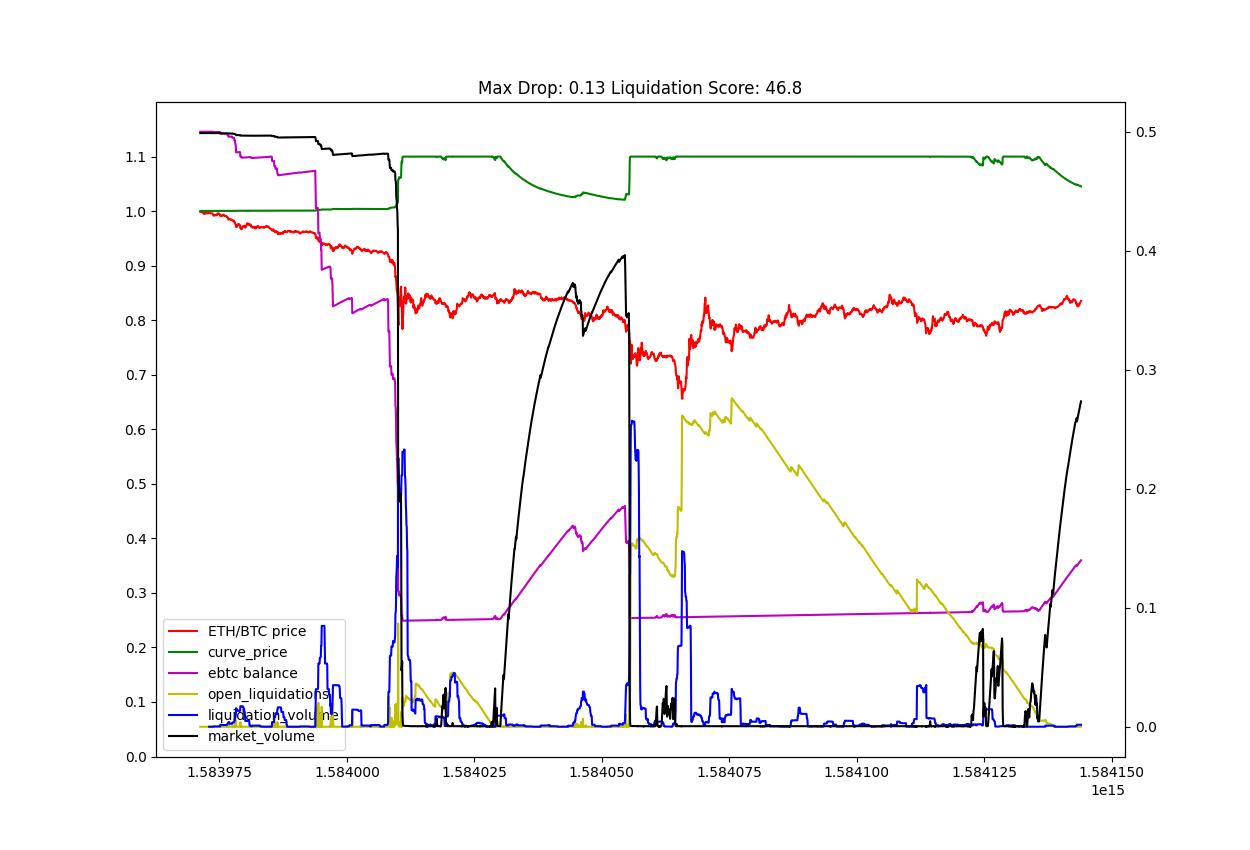 Max Drop: 0.13 Liquidation Score: 46.8
1.1
1.0
0.9
0.8
0.7
0.6
0.5
0.4
0.3
0.2
0.1
0.0
0.5
0.4
0.3
0.2
0.1
0.0
ETH/BTC price
curve_price
ebtc balance
open_liquidations
liquidation_volume
market_volume
1.583975 1.584000 1.584025 1.584050 1.584075 1.584100 1.584125 1.584150
1e15